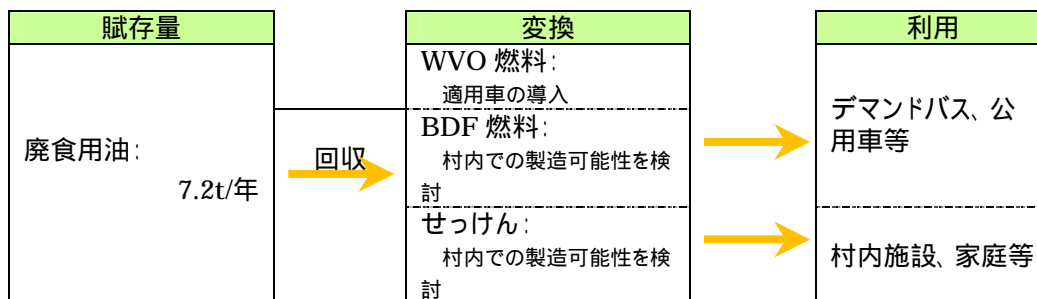 賦存量
廃食用油：
7.2t/年
回収
変換
WVO 燃料：
適用車の導入
BDF 燃料：
村内での製造可能性を検
討
せっけん：
村内での製造可能性を検
討
利用
デマンドバス、公
用車等
村内施設、家庭等